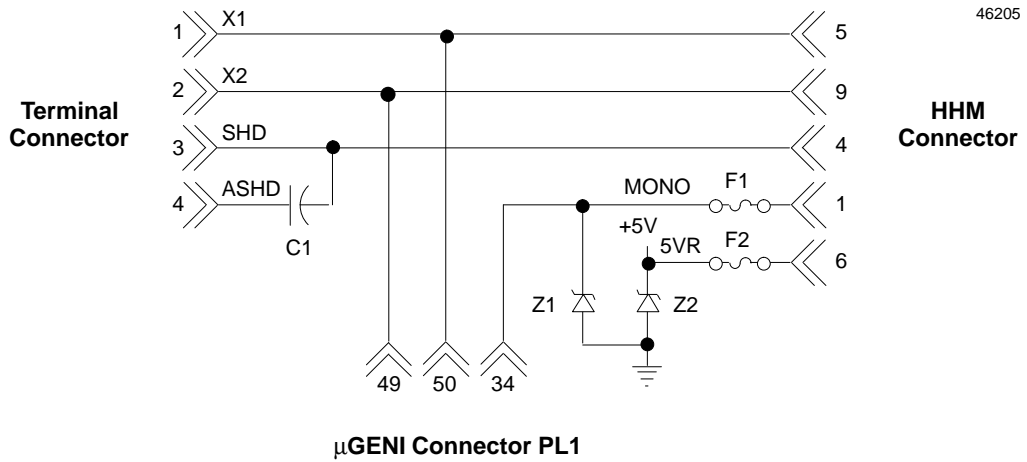 46205
1 X1 5
2 X2 9
Terminal Connector
HHM Connector
3 SHD 4
4 ASHD
C1
MONO F1 1
+5V
5VR F2 6
Z1 Z2
49 50 34
μGENI Connector PL1